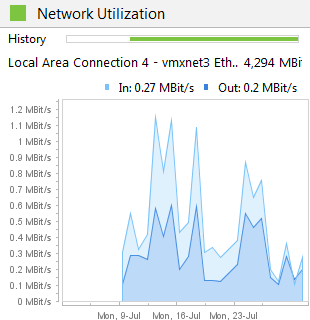 Network Utilization
History
Local Area Connection 4 - vmxnet3 Eth.. 4,294 MBit
In: 0.27 MBit/s Out: 0.2 MBit/s
1.2 MBit/s
1.1 MBit/s
1 MBit/s
0.9 MBit/s
0.8 MBit/s
0.7 MBit/s
0.6 MBit/s
0.5 MBit/s
0.4 MBit/s
0.3 MBit/s
0.2 MBit/s
0.1 MBit/s
0 MBit/s
Mon, 9-Jul Mon, 16-Jul Mon, 23-Jul